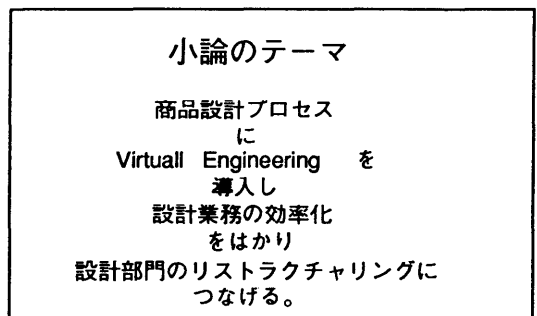 小論のテーマ
商品設計プロセス
に
Virtuall Engineering を
導入し
設計業務の効率化
をはかり
設計部門のリストラクチャリングに
つなげる。